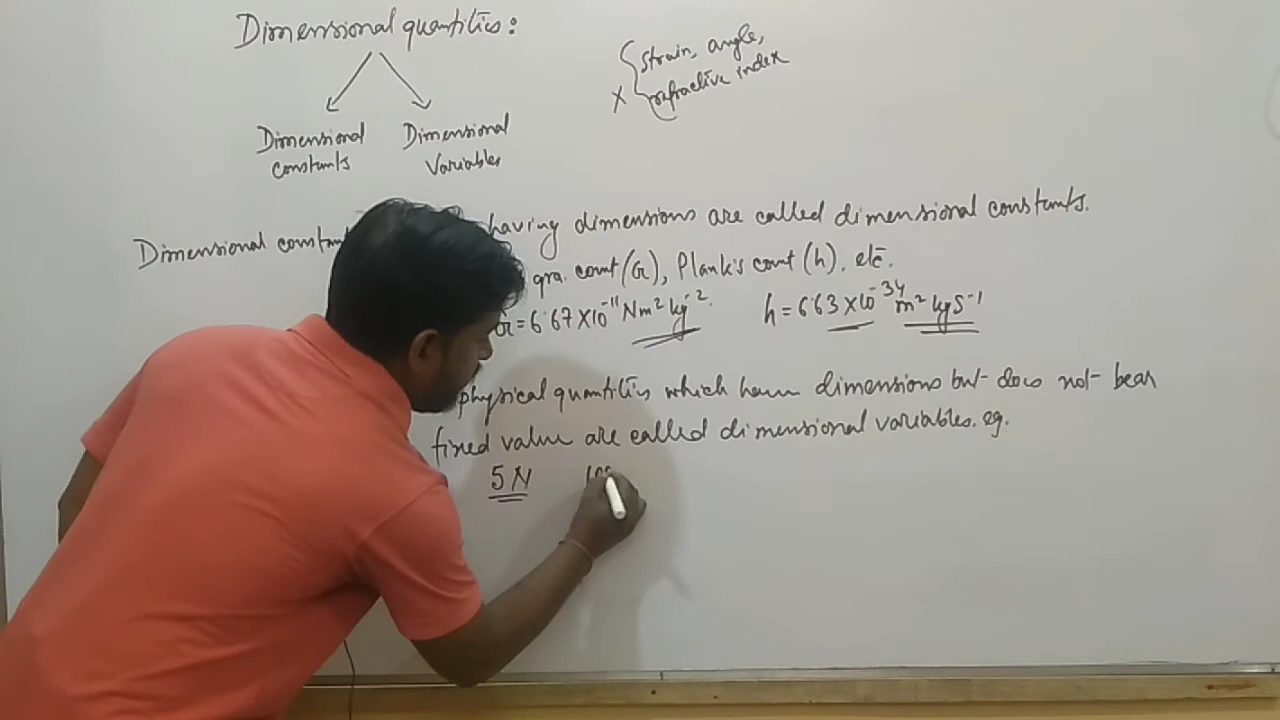 Dimensional quantities:
X { strain, angle,
refractive index
Dimensional constants
Dimensional Variables
Dimensional constant
having dimensions are called dimensional constants.
gra. const (G), Plank's const (h). etc.
G = 6.67 X 10⁻¹¹ Nm² kg⁻²
h = 6.63 X 10⁻³⁴ m² kg S⁻¹
physical quantities which have dimensions but does not bear
fixed value are called dimensional variables. eg.
5 N